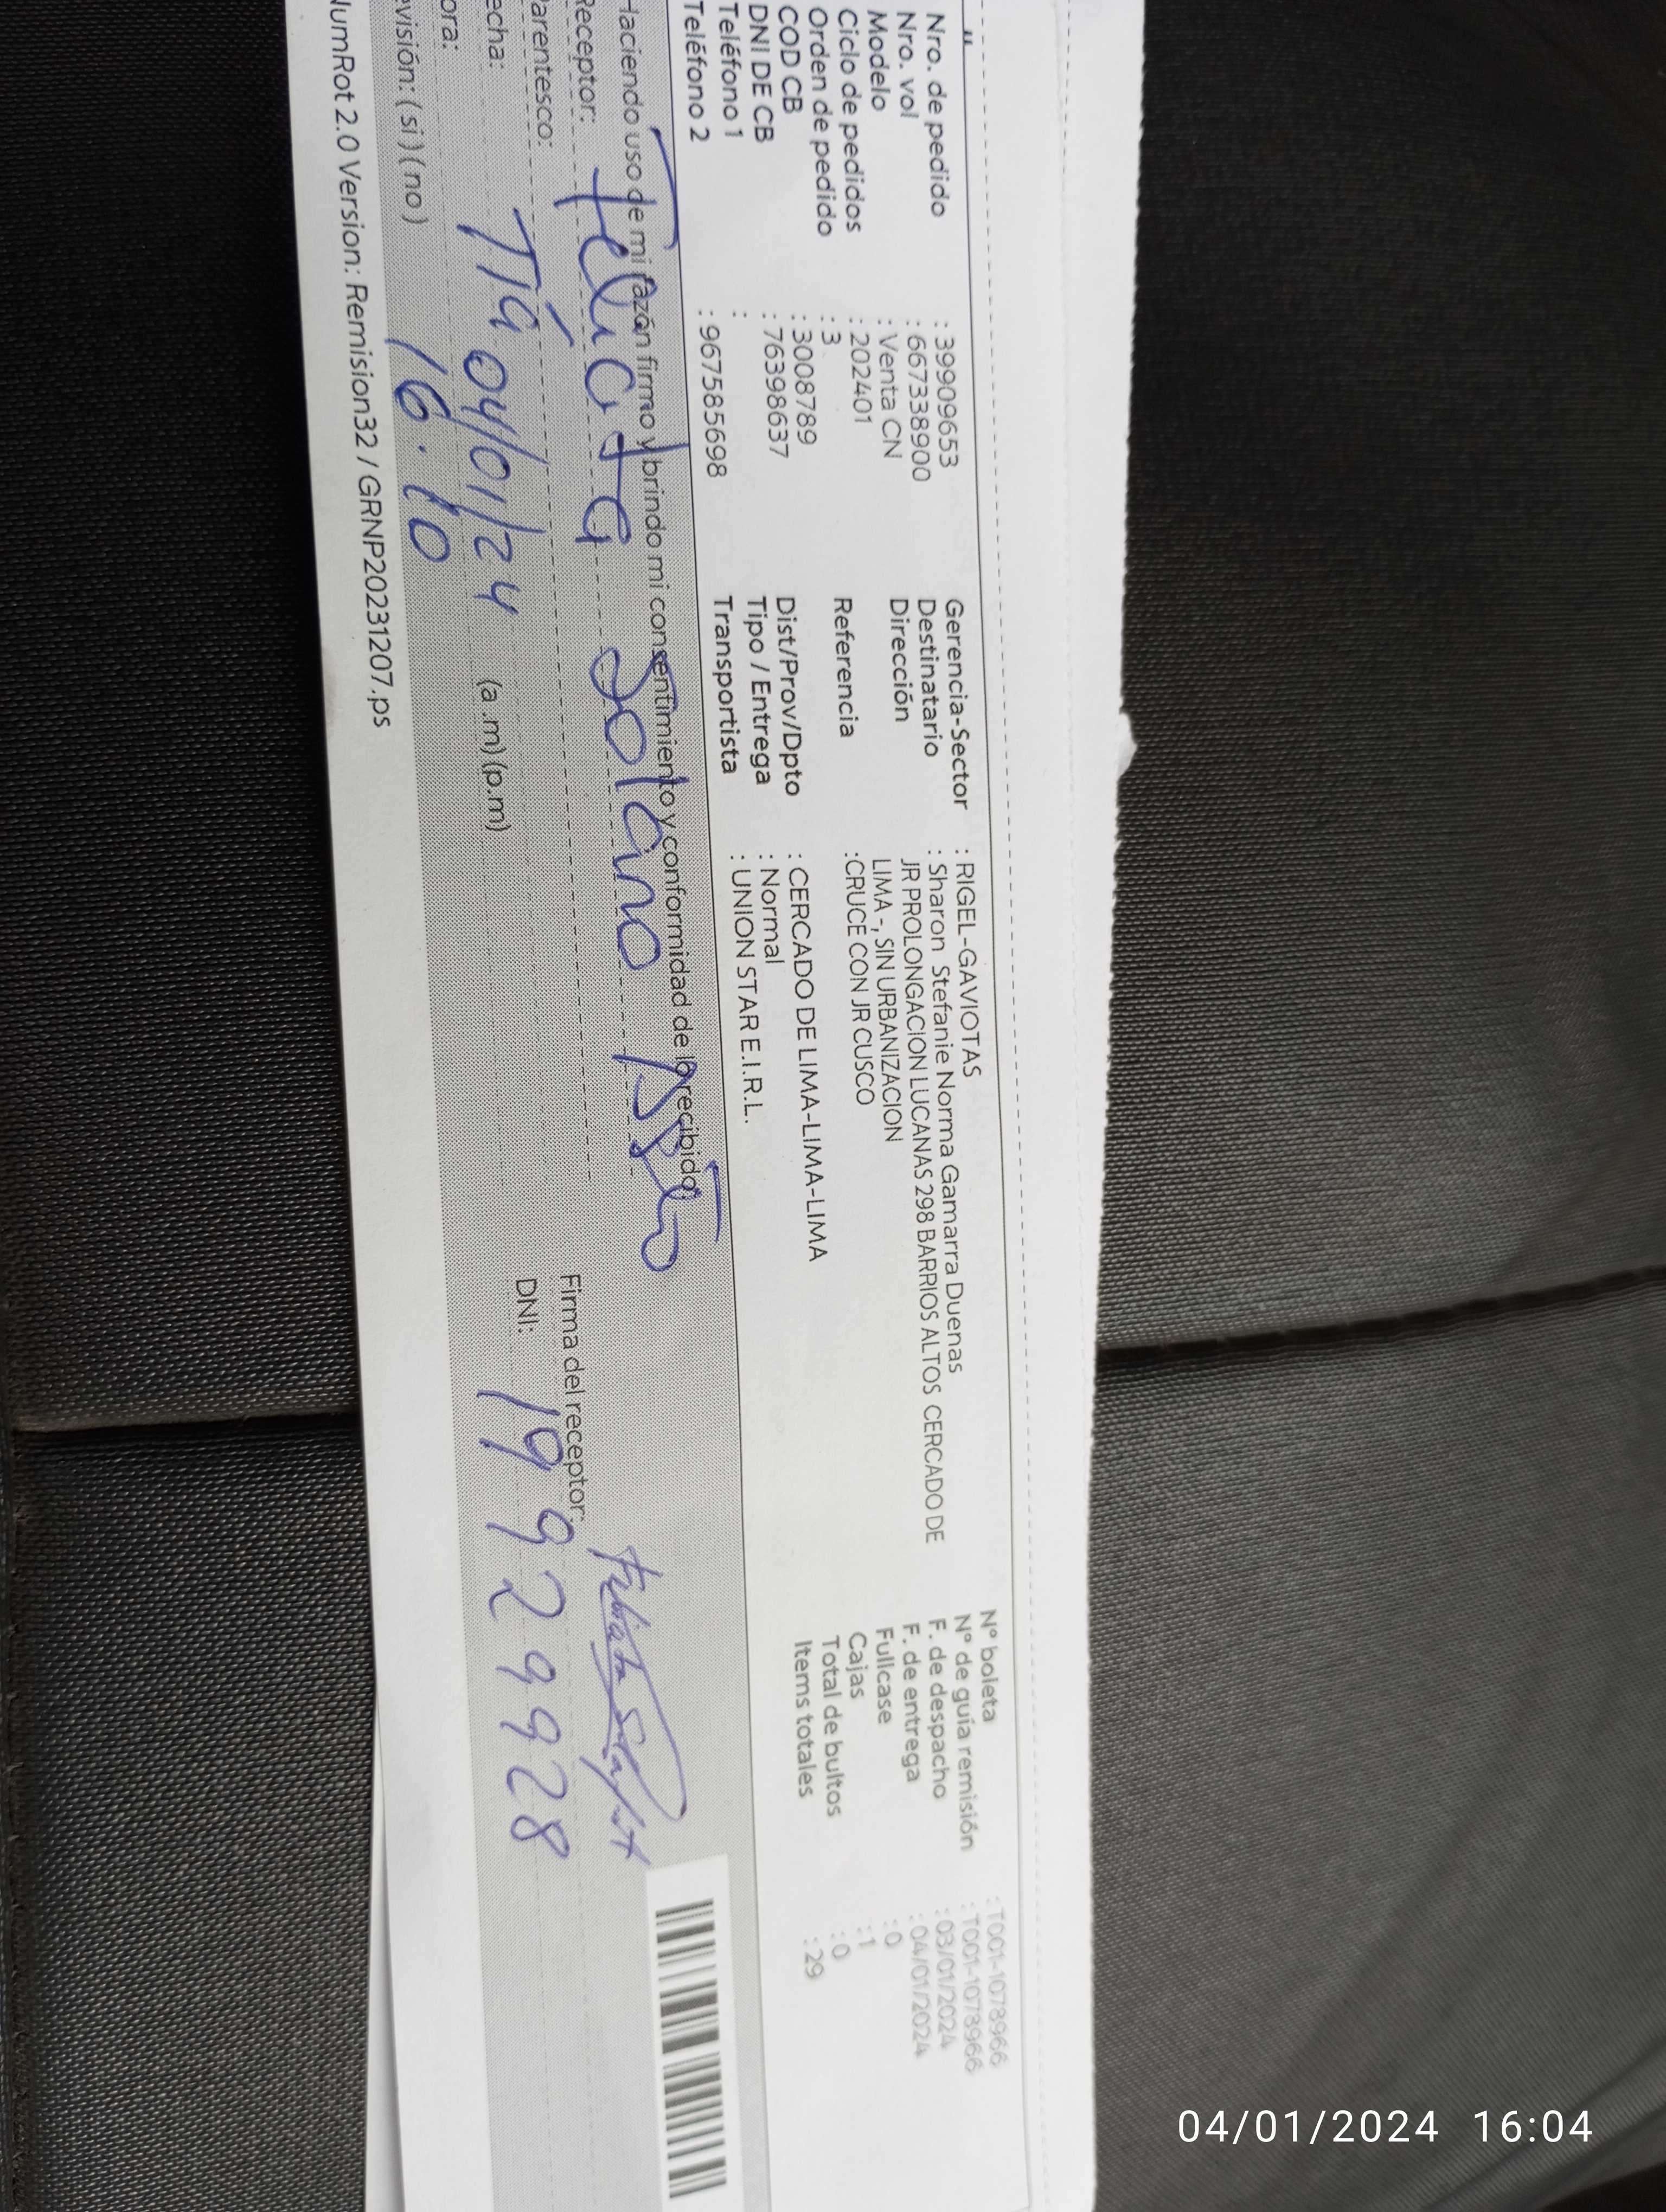 Nro. de pedido : 39909653
Nro. vol : 667338900
Modelo : Venta CN
Ciclo de pedidos : 202401
Orden de pedido : 3
COD CB : 3008789
DNI DE CB : 76398637
Teléfono 1 :
Teléfono 2 : 967585698
Gerencia-Sector : RIGEL-GAVIOTAS
Destinatario : Sharon Stefanie Norma Gamarra Duenas
Dirección JR PROLONGACION LUCANAS 298 BARRIOS ALTOS CERCADO DE
LIMA -, SIN URBANIZACION
Referencia :CRUCE CON JR CUSCO
Dist/Prov/Dpto : CERCADO DE LIMA-LIMA-LIMA
Tipo / Entrega : Normal
Transportista : UNION STAR E.I.R.L.
N° boleta : T001-1078966
N° de guía remisión : T001-1078966
F. de despacho : 03/01/2024
F. de entrega : 04/01/2024
Fullcase : 0
Cajas : 1
Total de bultos : 0
Items totales : 29
Haciendo uso de mi razón firmo y brindo mi consentimiento y conformidad de lo recibido:
Receptor: Felicita Solano
Firma del receptor:
arentesco: TÍA
DNI: 19929928
echa: 04/01/24
ora: 16.10 (a .m) (p.m)
evisión: ( si ) ( no )
NumRot 2.0 Version: Remision32 / GRNP20231207.ps
04/01/2024 16:04